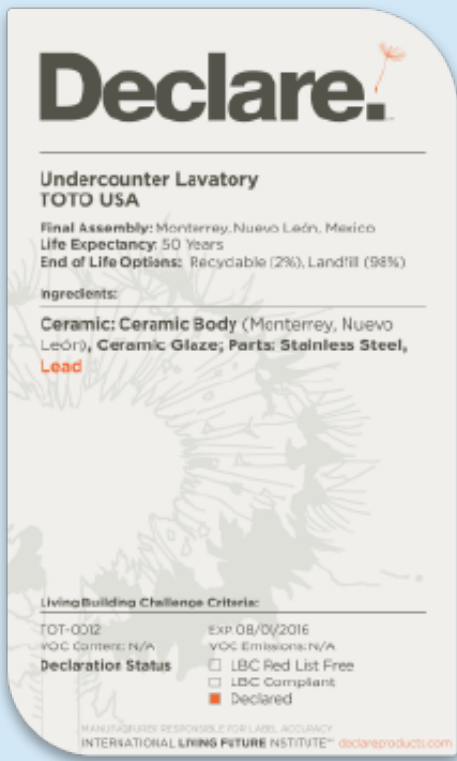 Declare.
Undercounter Lavatory
TOTO USA
Final Assembly: Monterrey, Nuevo León, Mexico
Life Expectancy: 50 Years
End of Life Options: Recyclable (2%), Landfill (98%)
Ingredients:
Ceramic: Ceramic Body (Monterrey, Nuevo
León), Ceramic Glaze; Parts: Stainless Steel,
Lead
Living Building Challenge Criteria:
TOT-0012 EXP. 08/01/2016
VOC Content: N/A VOC Emissions: N/A
Declaration Status ☐ LBC Red List Free
☐ LBC Compliant
■ Declared
MANUFACTURER RESPONSIBLE FOR LABEL ACCURACY
INTERNATIONAL LIVING FUTURE INSTITUTE™ declareproducts.com